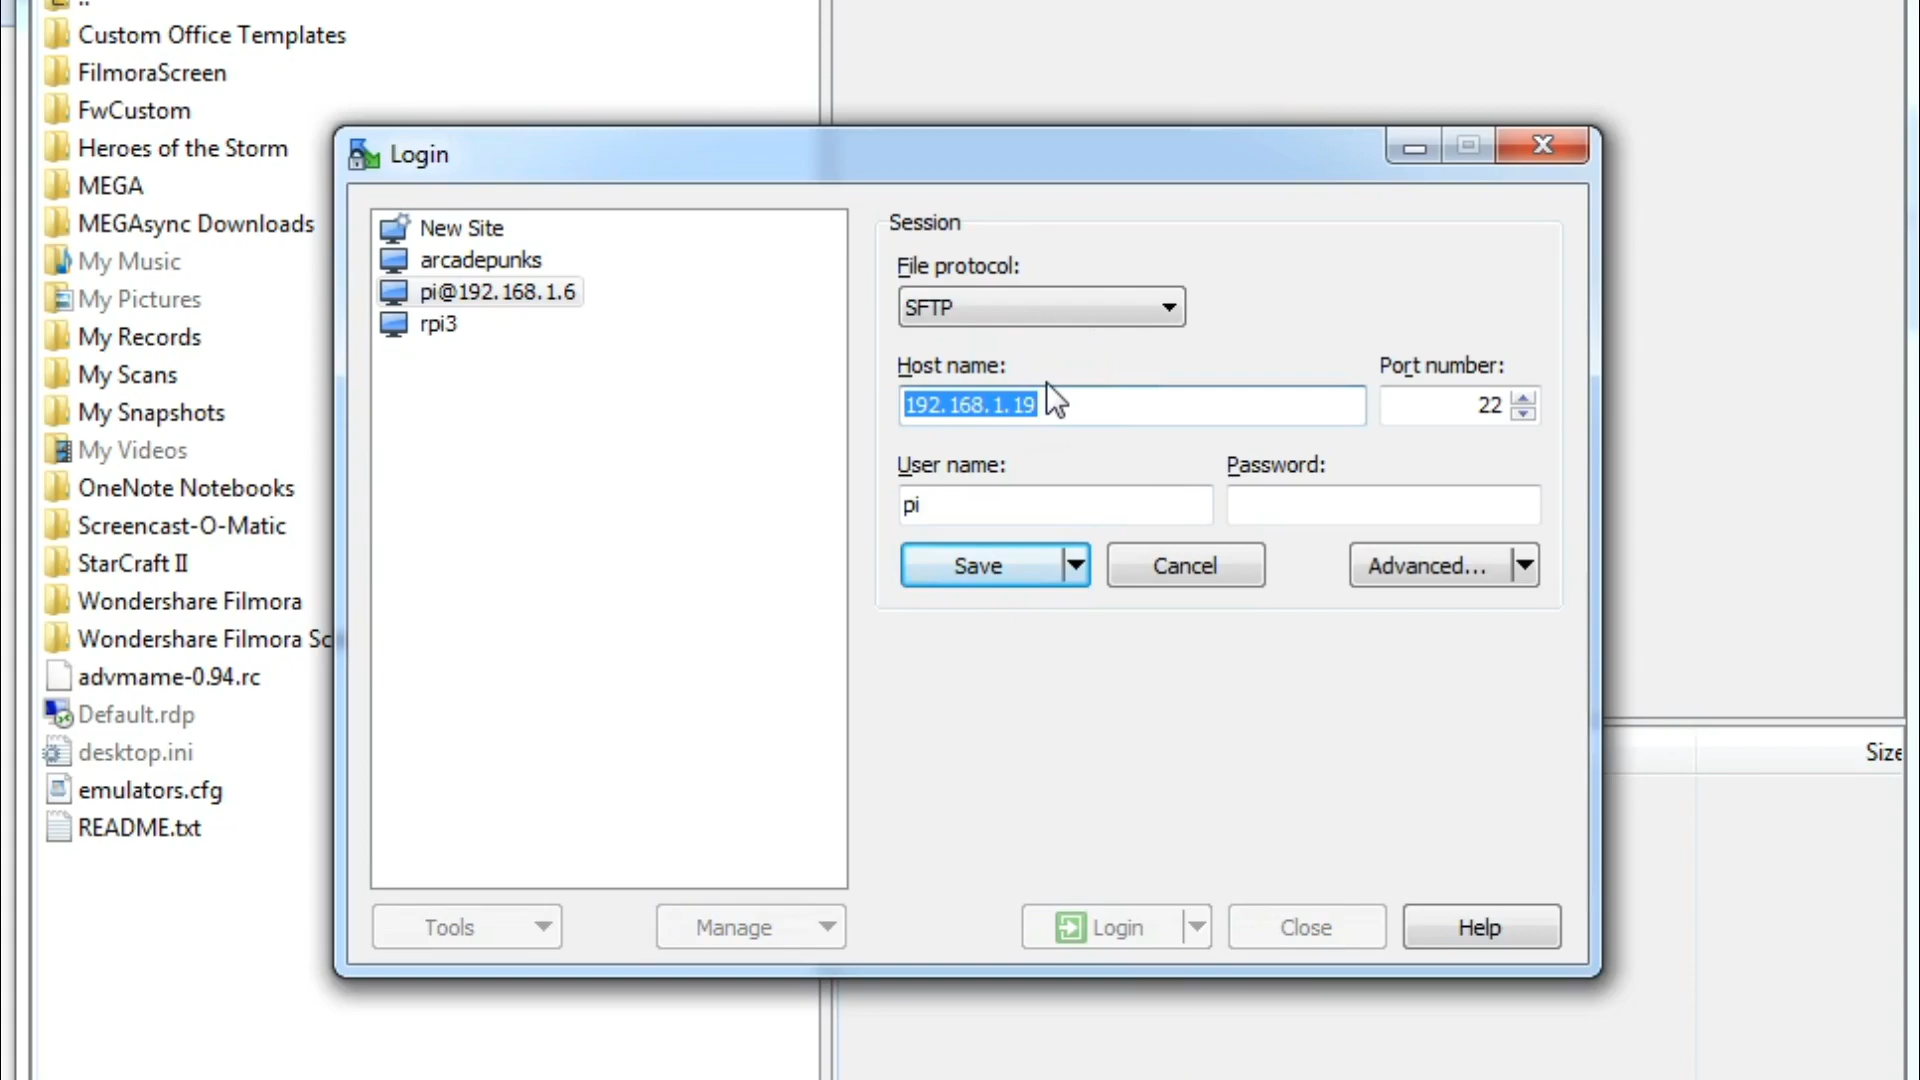 ..
Custom Office Templates
FilmoraScreen
FwCustom
Heroes of the Storm
MEGA
MEGAsync Downloads
My Music
My Pictures
My Records
My Scans
My Snapshots
My Videos
OneNote Notebooks
Screencast-O-Matic
StarCraft II
Wondershare Filmora
Wondershare Filmora Sc
advmame-0.94.rc
Default.rdp
desktop.ini
emulators.cfg
README.txt
Login
New Site
arcadepunks
pi@192.168.1.6
rpi3
Session
File protocol:
SFTP
Host name: Port number:
192.168.1.19 22
User name: Password:
pi
Save Cancel Advanced...
Tools Manage Login Close Help
Size